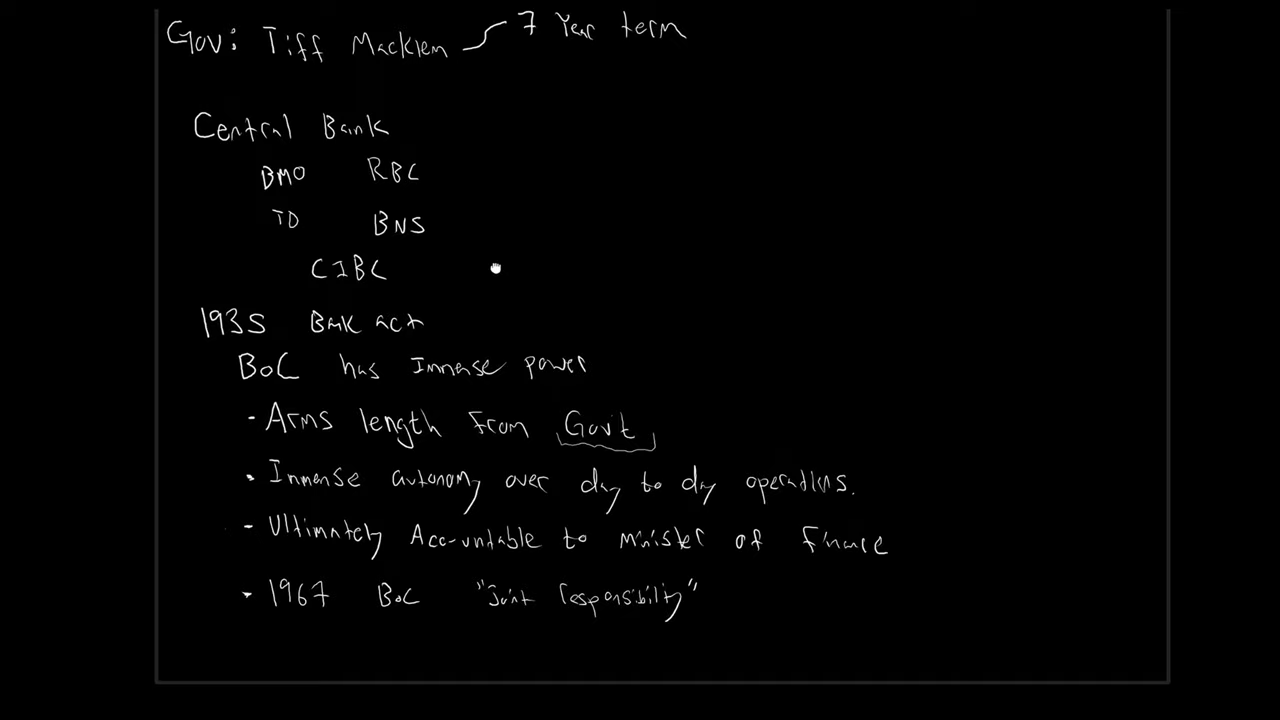 Gov: Tiff Macklem 7 Year term
Central Bank
BMO RBC
TD BNS
CIBC
1935 Bank act
BoC has Immense power
- Arms length from Gov't
• Immense autonomy over day to day operations.
- Ultimately Accountable to minister of Finance
• 1967 BoC "Joint responsibility"